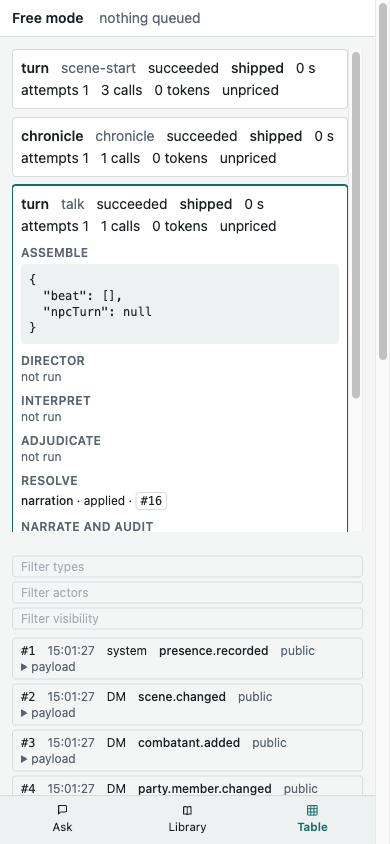 Free mode nothing queued
turn scene-start succeeded shipped 0 s
attempts 1 3 calls 0 tokens unpriced
chronicle chronicle succeeded shipped 0 s
attempts 1 1 calls 0 tokens unpriced
turn talk succeeded shipped 0 s
attempts 1 1 calls 0 tokens unpriced
ASSEMBLE
{
  "beat": [],
  "npcTurn": null
}
DIRECTOR
not run
INTERPRET
not run
ADJUDICATE
not run
RESOLVE
narration · applied · #16
NARRATE AND AUDIT
Filter types
Filter actors
Filter visibility
#1 15:01:27 system presence.recorded public
▶ payload
#2 15:01:27 DM scene.changed public
▶ payload
#3 15:01:27 DM combatant.added public
▶ payload
#4 15:01:27 DM party.member.changed public
Ask Library Table